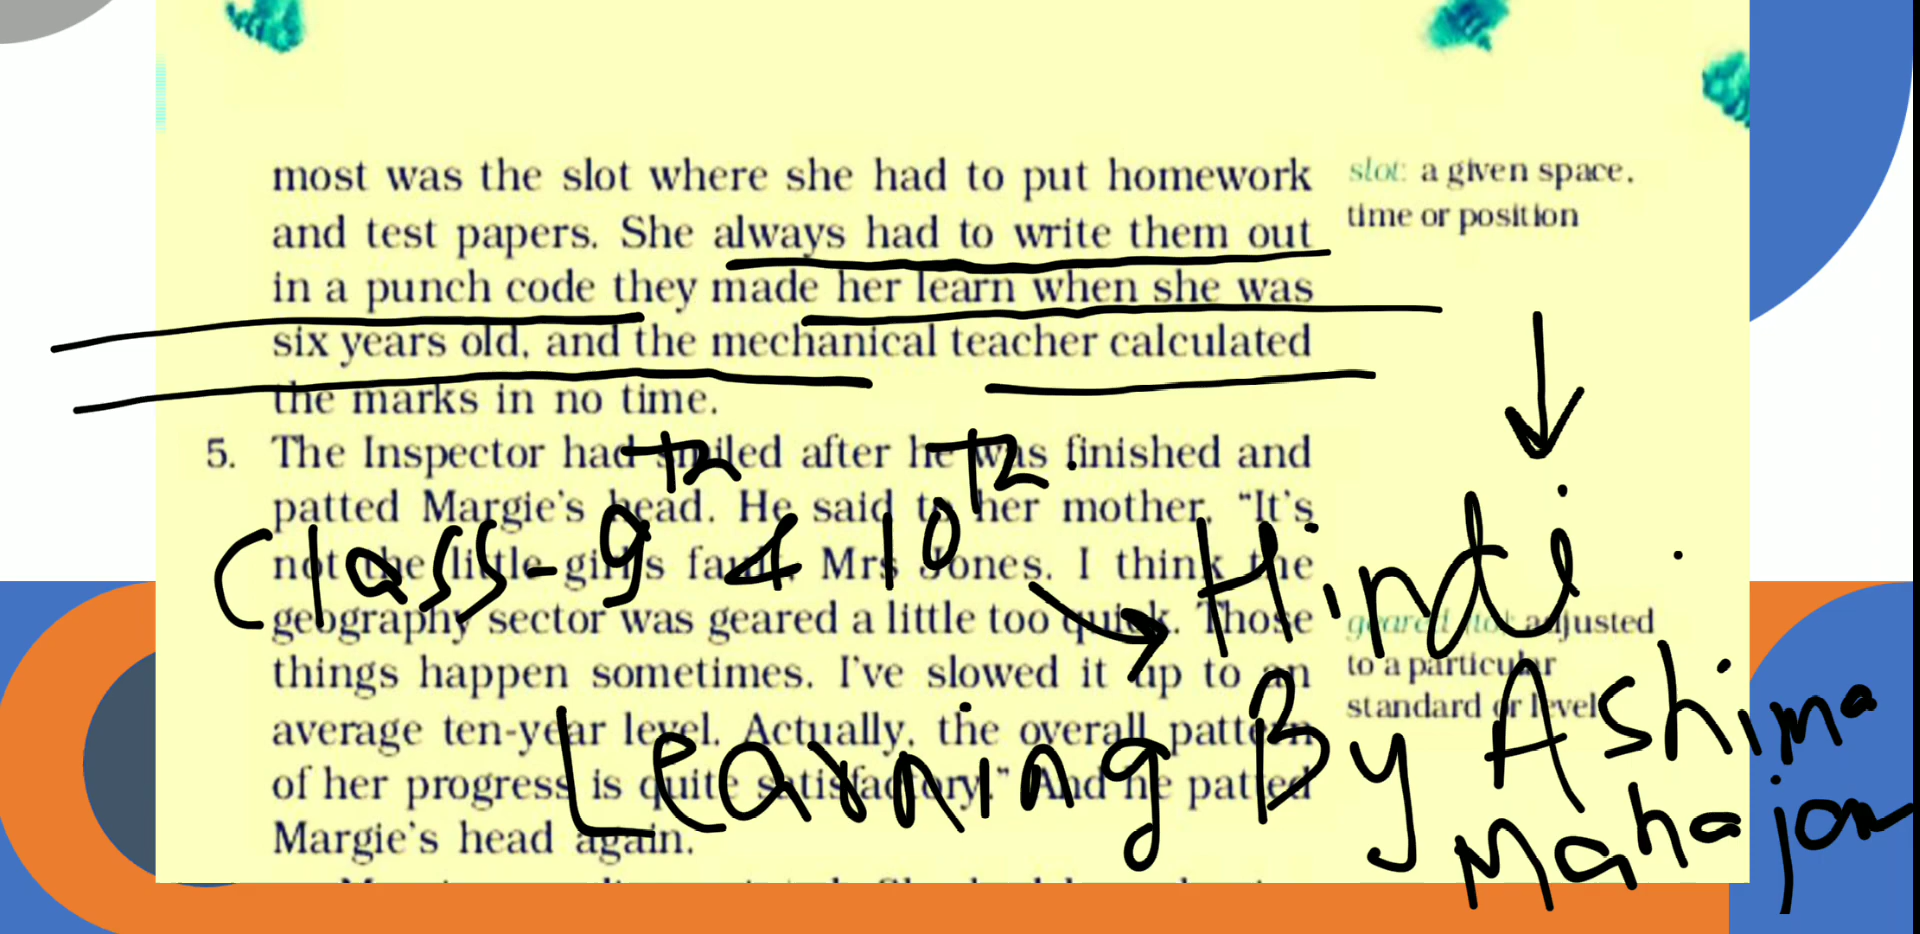 most was the slot where she had to put homework
and test papers. She always had to write them out
in a punch code they made her learn when she was
six years old, and the mechanical teacher calculated
the marks in no time.
slot: a given space,
time or position
5. The Inspector had smiled after he was finished and
patted Margie's head. He said to her mother, “It's
not the little-girl's fault, Mrs Jones. I think the
geography sector was geared a little too quick. Those
things happen sometimes. I've slowed it up to an
average ten-year level. Actually, the overall pattern
of her progress is quite satisfactory.” And he patted
Margie's head again.
geared (to): adjusted
to a particular
standard or level
Class-9th & 10th → Hindi
Learning By Ashima
Mahajan